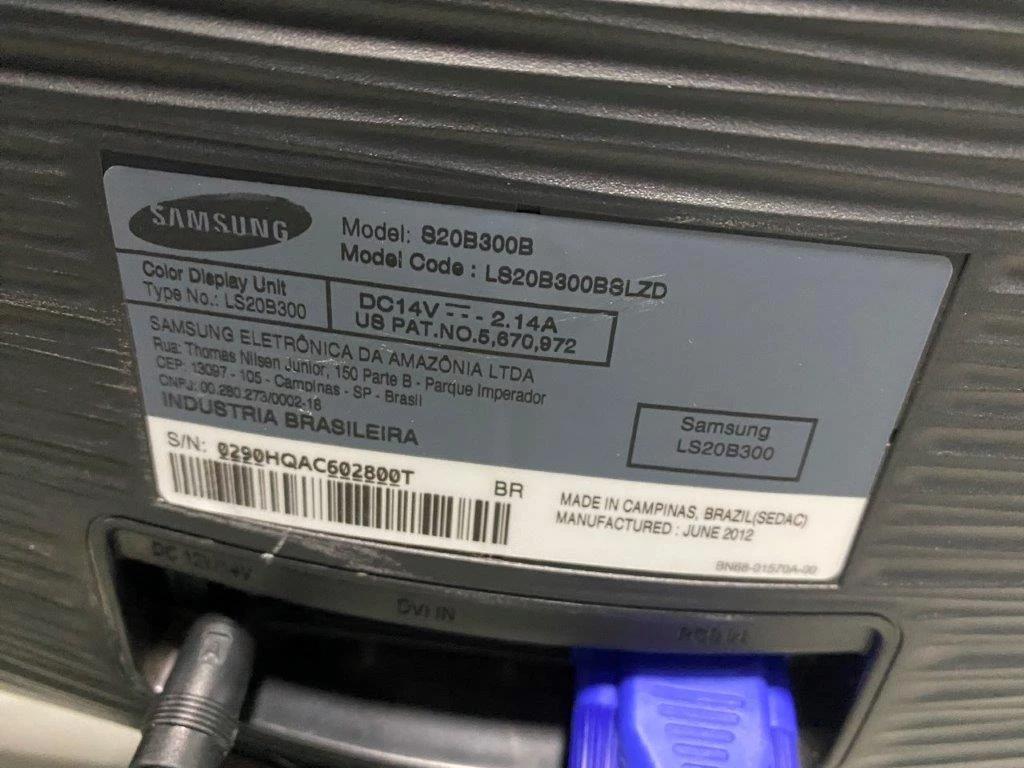 SAMSUNG
Model: S20B300B
Model Code : LS20B300BSLZD
Color Display Unit
Type No.: LS20B300
DC14V ⎓ 2.14A
US PAT.NO.5,670,972
SAMSUNG ELETRÔNICA DA AMAZÔNIA LTDA
Rua: Thomas Nilsen Junior, 150 Parte B - Parque Imperador
CEP: 13097 - 105 - Campinas - SP - Brasil
CNPJ: 00.280.273/0002-18
INDÚSTRIA BRASILEIRA
Samsung
LS20B300
S/N: 0290HQAC602800T
BR
MADE IN CAMPINAS, BRAZIL(SEDAC)
MANUFACTURED : JUNE 2012
BN68-01570A-00
DC
DVI IN
A